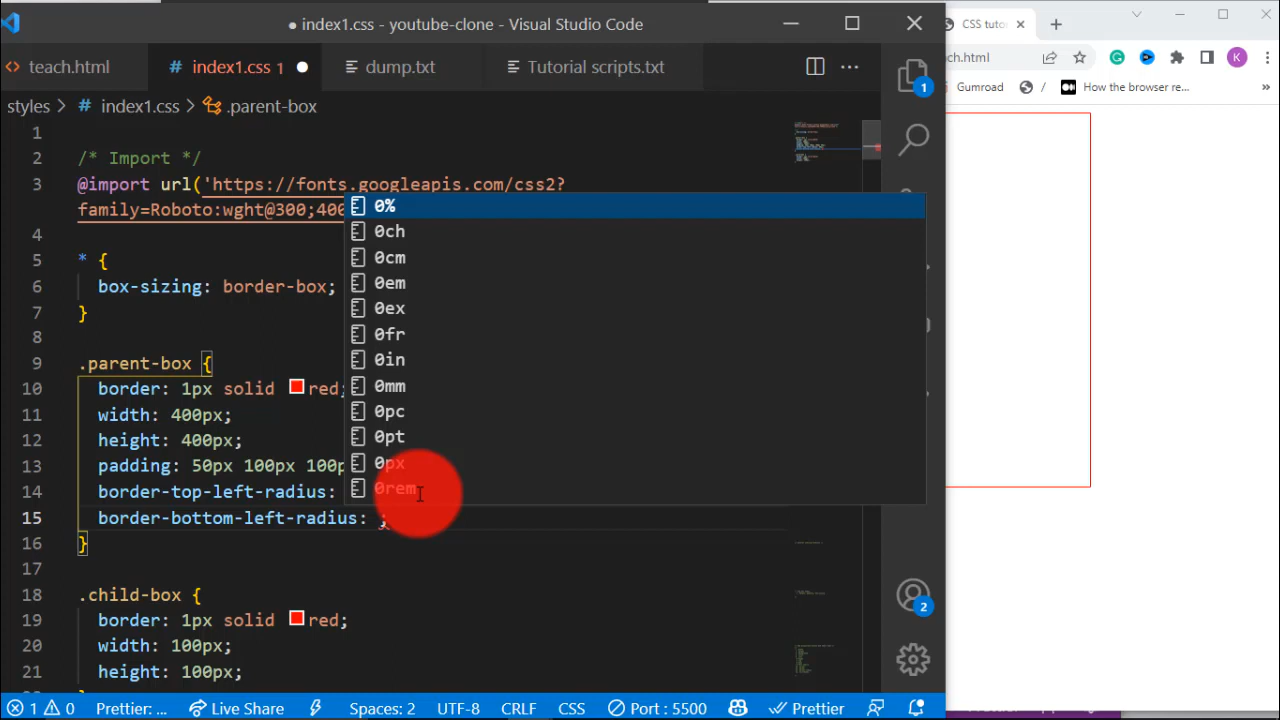 index1.css - youtube-clone - Visual Studio Code
teach.html
# index1.css 1
dump.txt
Tutorial scripts.txt
styles > # index1.css > .parent-box
1
2 /* Import */
3 @import url('https://fonts.googleapis.com/css2?
family=Roboto:wght@300;400
4
5 * {
6 box-sizing: border-box;
7 }
8
9 .parent-box {
10 border: 1px solid red;
11 width: 400px;
12 height: 400px;
13 padding: 50px 100px 100p
14 border-top-left-radius:
15 border-bottom-left-radius: ;
16 }
18 .child-box {
19 border: 1px solid red;
20 width: 100px;
21 height: 100px;
0%
0ch
0cm
0em
0ex
0fr
0in
0mm
0pc
0pt
0px
0rem
1
2
1 0 Prettier: ... Live Share Spaces: 2 UTF-8 CRLF CSS Port : 5500 Prettier
CSS tuto
ch.html
K
Gumroad
How the browser re...